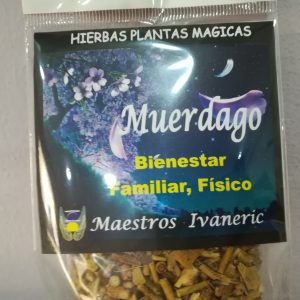 HIERBAS PLANTAS MAGICAS
Muerdago
Bienestar
Familiar, Físico
Maestros Ivaneric